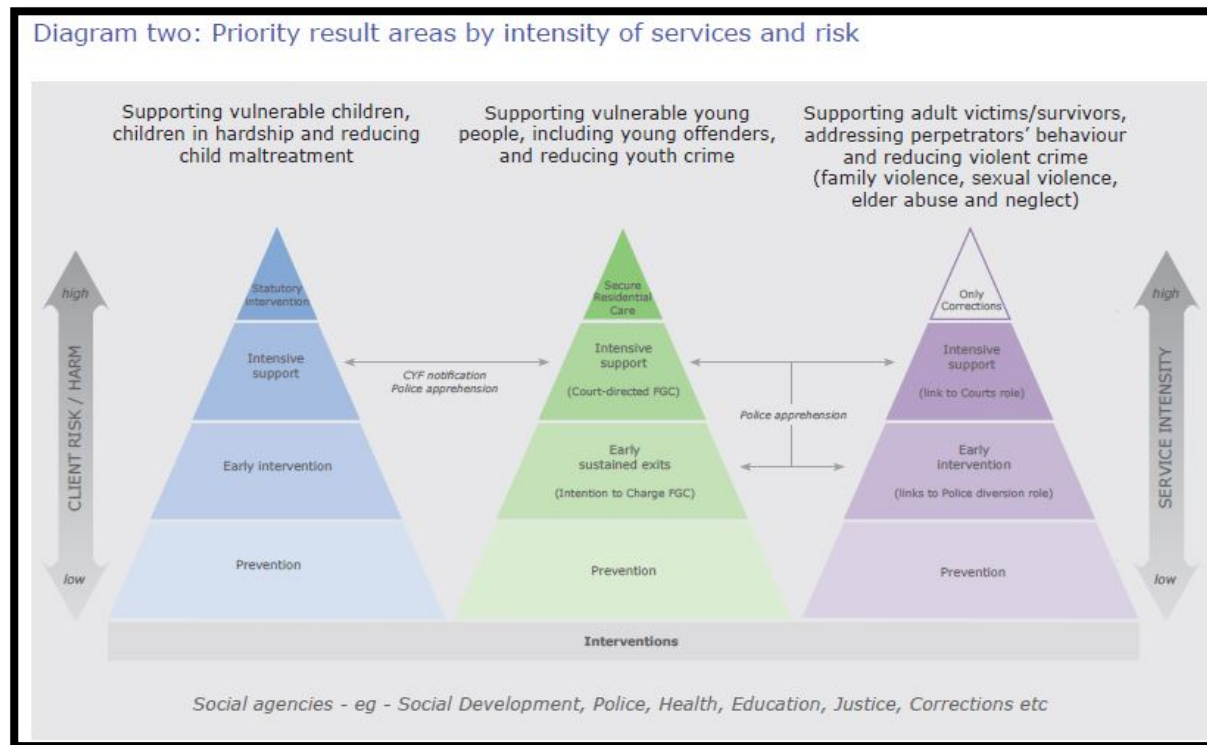 Diagram two: Priority result areas by intensity of services and risk
Supporting vulnerable children,
children in hardship and reducing
child maltreatment
Supporting vulnerable young
people, including young offenders,
and reducing youth crime
Supporting adult victims/survivors,
addressing perpetrators' behaviour
and reducing violent crime
(family violence, sexual violence,
elder abuse and neglect)
high
CLIENT RISK / HARM
low
Statutory
intervention
Intensive
support
Early intervention
Prevention
CYF notification
Police apprehension
Secure
Residential
Care
Intensive
support
(Court-directed FGC)
Early
sustained exits
(Intention to Charge FGC)
Prevention
Police apprehension
Only
Corrections
Intensive
support
(link to Courts role)
Early
intervention
(links to Police diversion role)
Prevention
high
SERVICE INTENSITY
low
Interventions
Social agencies - eg - Social Development, Police, Health, Education, Justice, Corrections etc